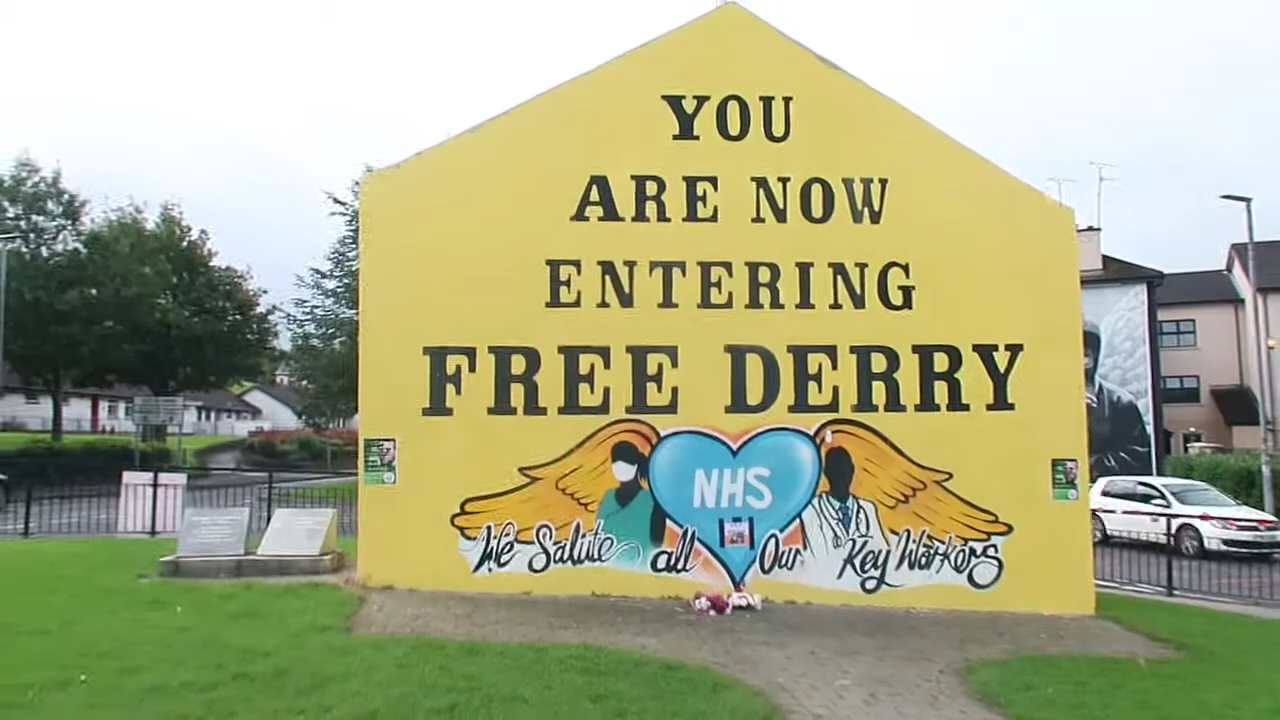 YOU
ARE NOW
ENTERING
FREE DERRY
NHS
We Salute all Our Key Workers